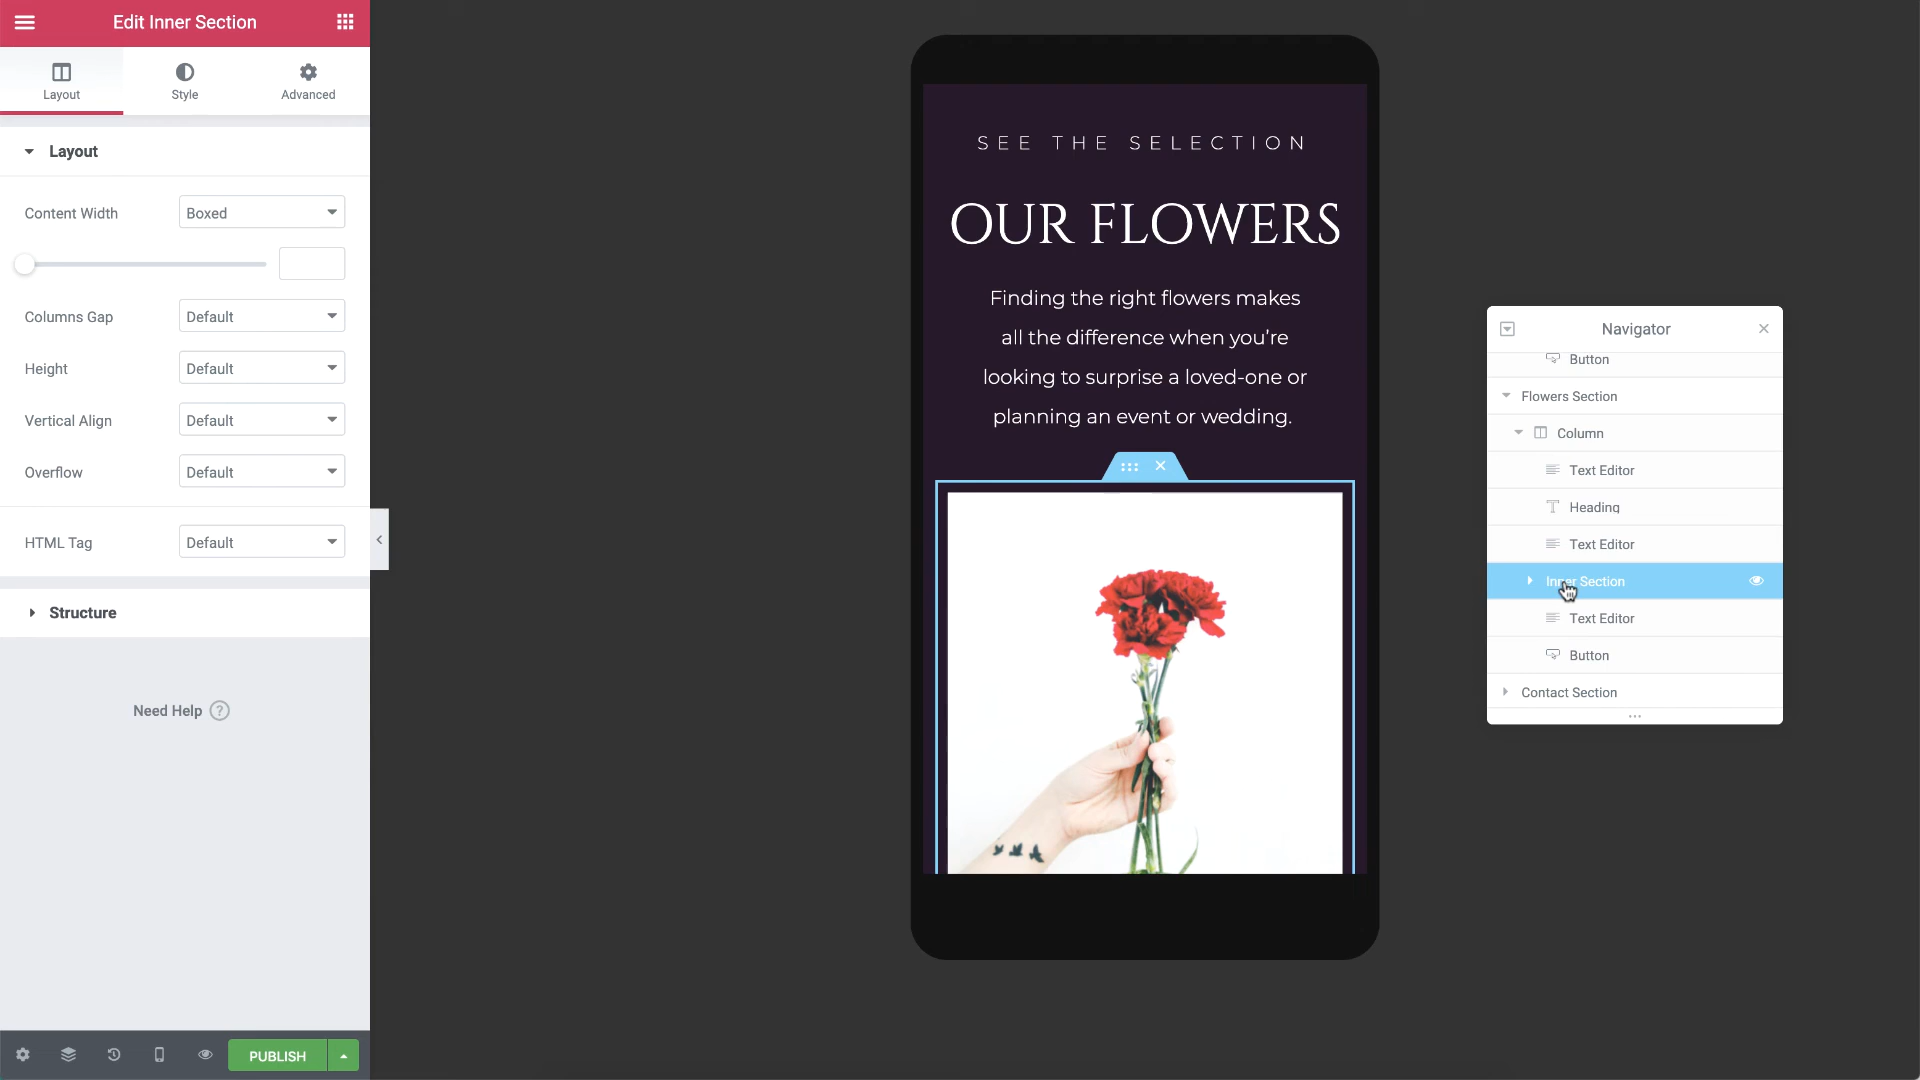 Edit Inner Section
Layout
Style
Advanced
Layout
Content Width
Boxed
Columns Gap
Default
Height
Default
Vertical Align
Default
Overflow
Default
HTML Tag
Default
Structure
Need Help ?
PUBLISH
SEE THE SELECTION
OUR FLOWERS
Finding the right flowers makes
all the difference when you're
looking to surprise a loved-one or
planning an event or wedding.
Navigator
Button
Flowers Section
Column
Text Editor
Heading
Text Editor
Inner Section
Text Editor
Button
Contact Section